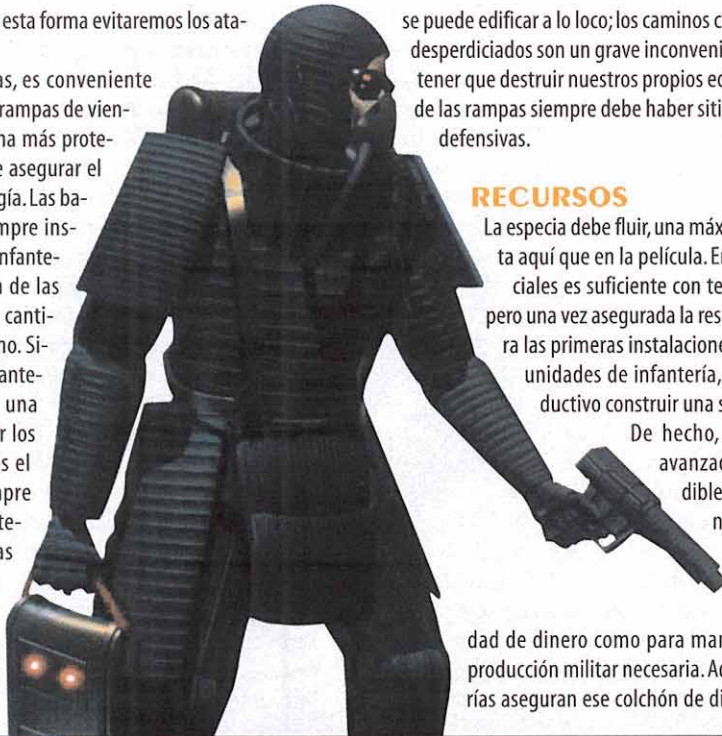 esta forma evitaremos los ata-
as, es conveniente
rampas de vien-
na más prote-
e asegurar el
gía. Las ba-
mpre ins-
nfante-
n de las
canti-
no. Si-
ante-
una
r los
s el
pre
te-
as
se puede edificar a lo loco; los caminos c
desperdiciados son un grave inconveni
tener que destruir nuestros propios ed
de las rampas siempre debe haber siti
defensivas.
RECURSOS
La especia debe fluir, una máx
ta aquí que en la película. En
ciales es suficiente con te
pero una vez asegurada la res
ra las primeras instalacione
unidades de infantería,
ductivo construir una s
De hecho,
avanzad
dible
n
dad de dinero como para man
producción militar necesaria. Ad
rías aseguran ese colchón de di